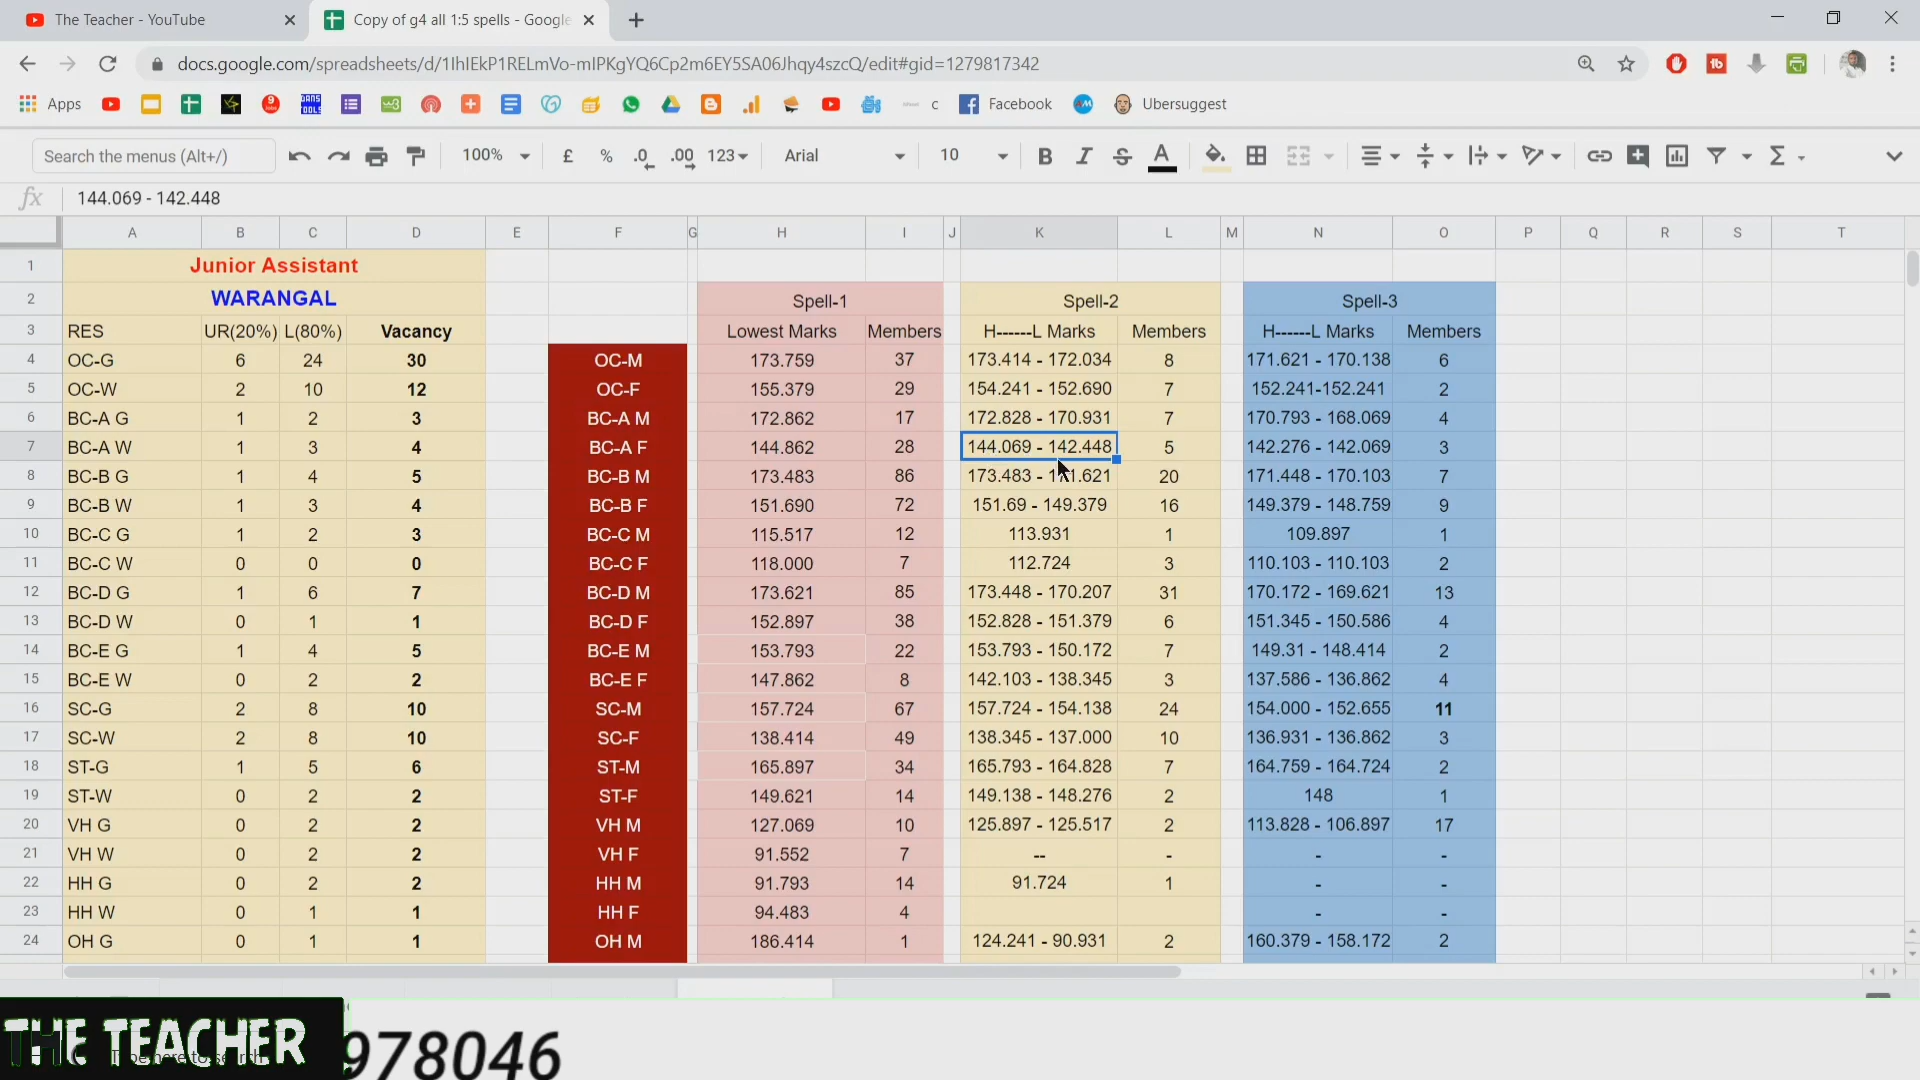 The Teacher - YouTube
Copy of g4 all 1:5 spells - Google
docs.google.com/spreadsheets/d/1IhIEkP1RELmVo-mIPKgYQ6Cp2m6EY5SA06Jhqy4szcQ/edit#gid=1279817342
Apps Facebook Ubersuggest
Search the menus (Alt+/) 100% £ % .0 .00 123 Arial 10 B I S A
fx 144.069 - 142.448
A B C D E F G H I J K L M N O P Q R S T
1 Junior Assistant
2 WARANGAL Spell-1 Spell-2 Spell-3
3 RES UR(20%) L(80%) Vacancy Lowest Marks Members H------L Marks Members H------L Marks Members
4 OC-G 6 24 30 OC-M 173.759 37 173.414 - 172.034 8 171.621 - 170.138 6
5 OC-W 2 10 12 OC-F 155.379 29 154.241 - 152.690 7 152.241-152.241 2
6 BC-A G 1 2 3 BC-A M 172.862 17 172.828 - 170.931 7 170.793 - 168.069 4
7 BC-A W 1 3 4 BC-A F 144.862 28 144.069 - 142.448 5 142.276 - 142.069 3
8 BC-B G 1 4 5 BC-B M 173.483 86 173.483 - 171.621 20 171.448 - 170.103 7
9 BC-B W 1 3 4 BC-B F 151.690 72 151.69 - 149.379 16 149.379 - 148.759 9
10 BC-C G 1 2 3 BC-C M 115.517 12 113.931 1 109.897 1
11 BC-C W 0 0 0 BC-C F 118.000 7 112.724 3 110.103 - 110.103 2
12 BC-D G 1 6 7 BC-D M 173.621 85 173.448 - 170.207 31 170.172 - 169.621 13
13 BC-D W 0 1 1 BC-D F 152.897 38 152.828 - 151.379 6 151.345 - 150.586 4
14 BC-E G 1 4 5 BC-E M 153.793 22 153.793 - 150.172 7 149.31 - 148.414 2
15 BC-E W 0 2 2 BC-E F 147.862 8 142.103 - 138.345 3 137.586 - 136.862 4
16 SC-G 2 8 10 SC-M 157.724 67 157.724 - 154.138 24 154.000 - 152.655 11
17 SC-W 2 8 10 SC-F 138.414 49 138.345 - 137.000 10 136.931 - 136.862 3
18 ST-G 1 5 6 ST-M 165.897 34 165.793 - 164.828 7 164.759 - 164.724 2
19 ST-W 0 2 2 ST-F 149.621 14 149.138 - 148.276 2 148 1
20 VH G 0 2 2 VH M 127.069 10 125.897 - 125.517 2 113.828 - 106.897 17
21 VH W 0 2 2 VH F 91.552 7 -- - - -
22 HH G 0 2 2 HH M 91.793 14 91.724 1 - -
23 HH W 0 1 1 HH F 94.483 4 - -
24 OH G 0 1 1 OH M 186.414 1 124.241 - 90.931 2 160.379 - 158.172 2
THE TEACHER 978046
Type here to search